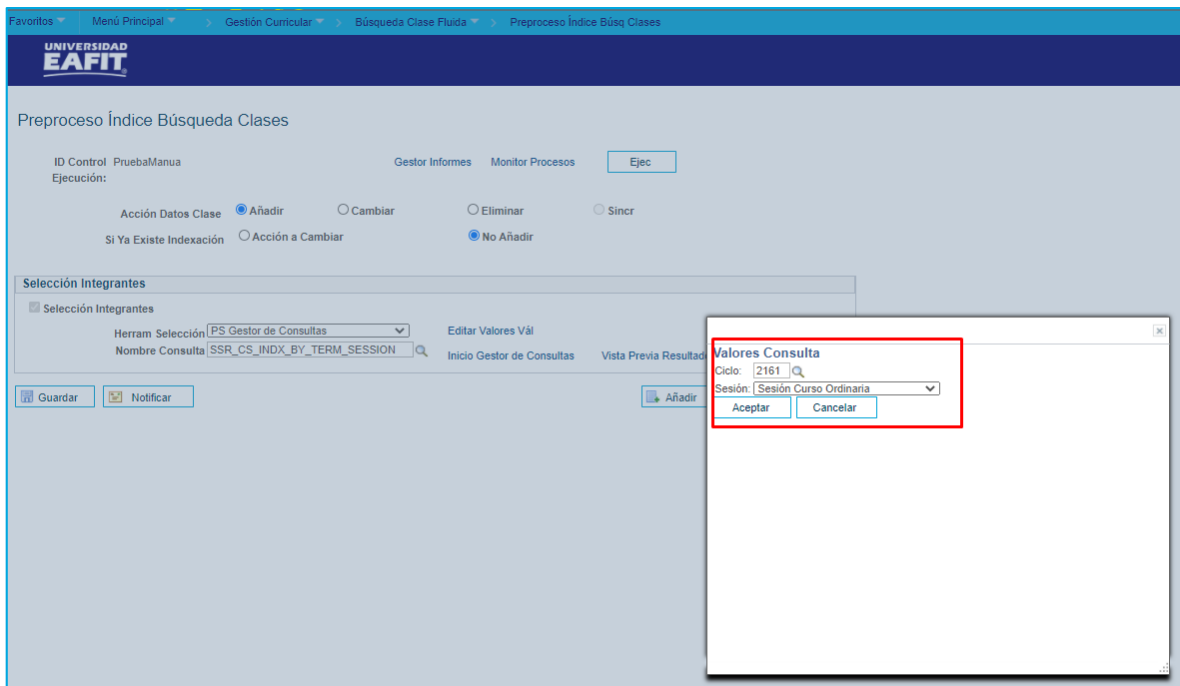 Favoritos Menú Principal > Gestión Curricular > Búsqueda Clase Fluida > Preproceso Índice Búsq Clases
UNIVERSIDAD
EAFIT
Preproceso Índice Búsqueda Clases
ID Control Ejecución: PruebaManua Gestor Informes Monitor Procesos Ejec
Acción Datos Clase Añadir Cambiar Eliminar Sincr
Si Ya Existe Indexación Acción a Cambiar No Añadir
Selección Integrantes
Selección Integrantes
Herram Selección PS Gestor de Consultas Editar Valores Vál
Nombre Consulta SSR_CS_INDX_BY_TERM_SESSION Inicio Gestor de Consultas Vista Previa Resultad
Guardar Notificar Añadir
Valores Consulta
Ciclo: 2161
Sesión: Sesión Curso Ordinaria
Aceptar Cancelar